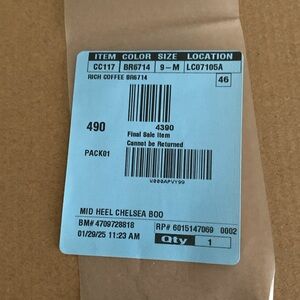 ITEM COLOR SIZE LOCATION
CC117 BR6714 9-M LC07105A
RICH COFFEE BR6714
46
490
4390
Final Sale Item
Cannot be Returned
PACK01
V000APVY99
MID HEEL CHELSEA BOO
BM# 4709728818 RP# 6015147069 0002
01/29/25 11:23 AM Qty 1